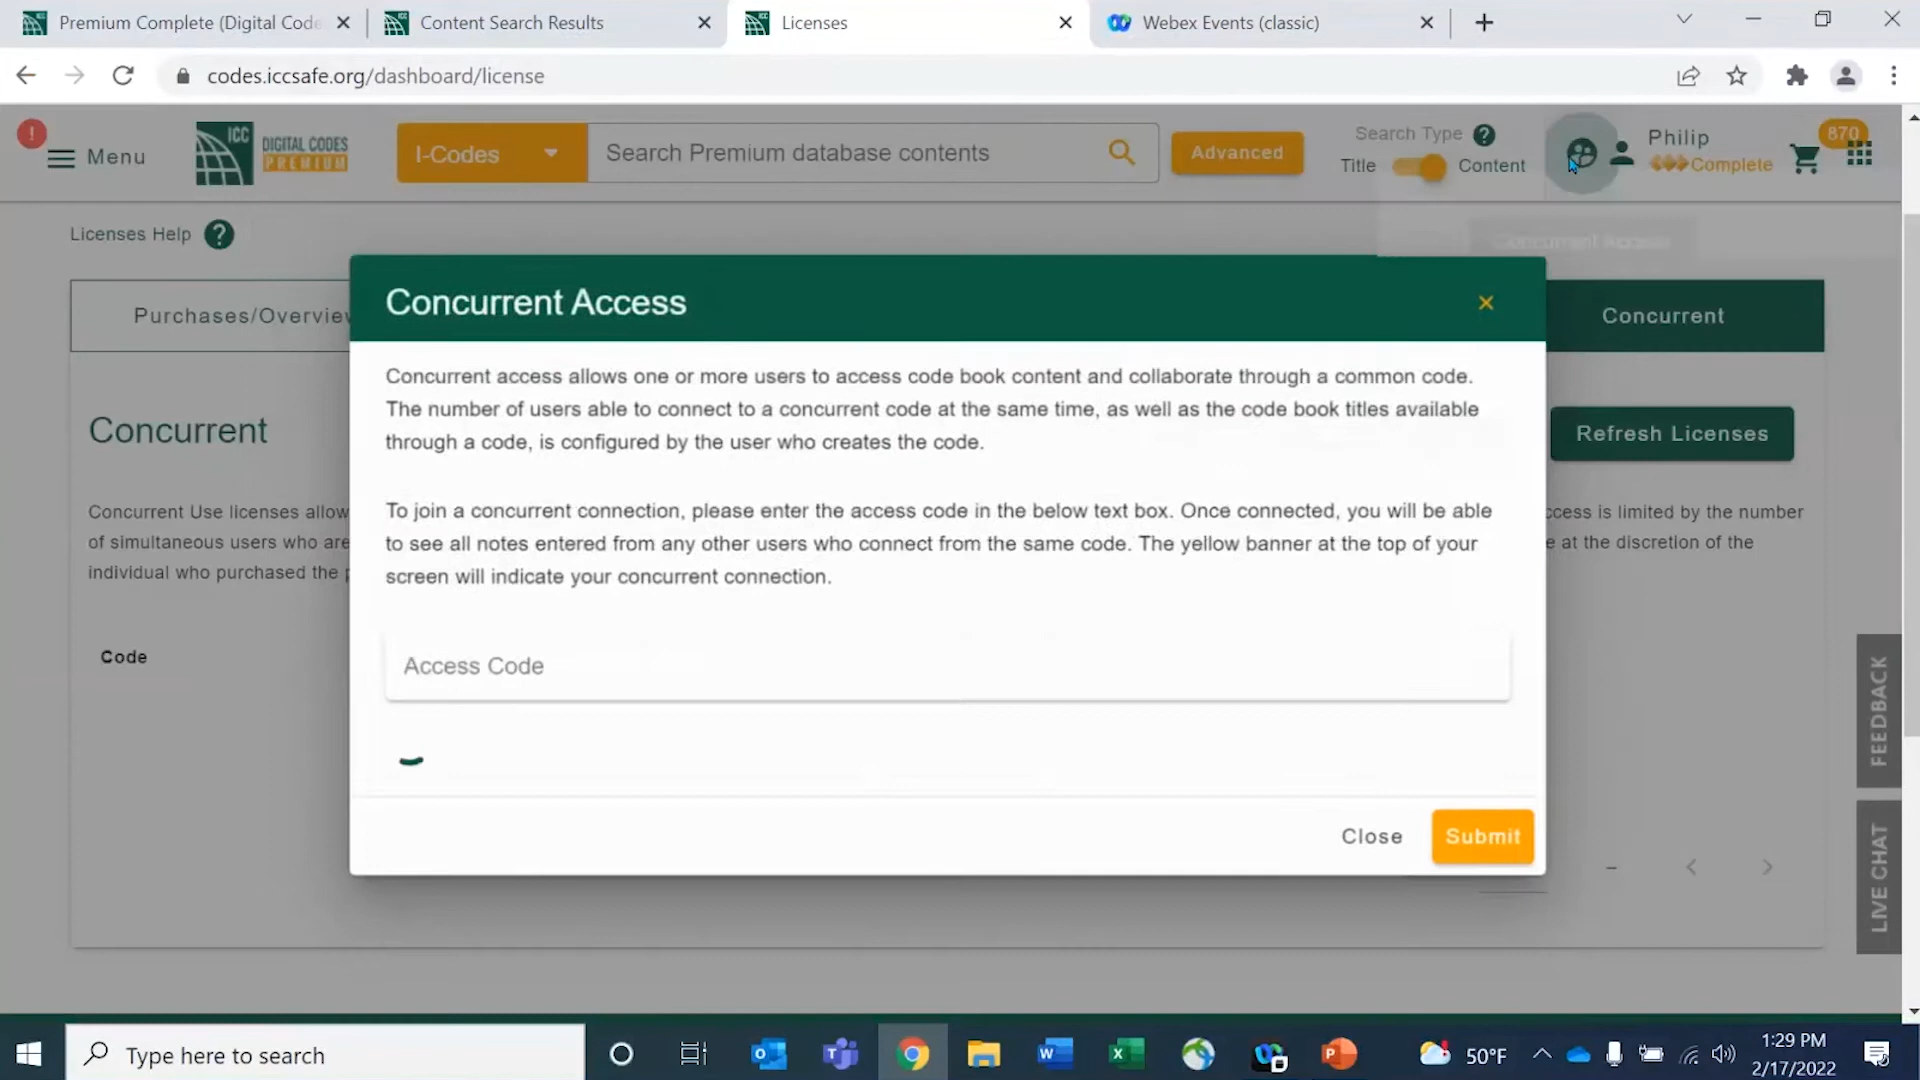 Premium Complete (Digital Code
Content Search Results
Licenses
Webex Events (classic)
codes.iccsafe.org/dashboard/license
!
Menu
ICC
DIGITAL CODES
PREMIUM
I-Codes
Search Premium database contents
Advanced
Search Type ?
Title
Content
Philip
Complete
870
Licenses Help ?
Concurrent Access
Concurrent Access
Purchases/Overview
Concurrent
Concurrent access allows one or more users to access code book content and collaborate through a common code.
The number of users able to connect to a concurrent code at the same time, as well as the code book titles available
through a code, is configured by the user who creates the code.
Concurrent
Refresh Licenses
To join a concurrent connection, please enter the access code in the below text box. Once connected, you will be able
to see all notes entered from any other users who connect from the same code. The yellow banner at the top of your
screen will indicate your concurrent connection.
Concurrent Use licenses allow
of simultaneous users who are
individual who purchased the p
ccess is limited by the number
e at the discretion of the
Code
Access Code
Close
Submit
–
FEEDBACK
LIVE CHAT
Type here to search
50°F
1:29 PM
2/17/2022